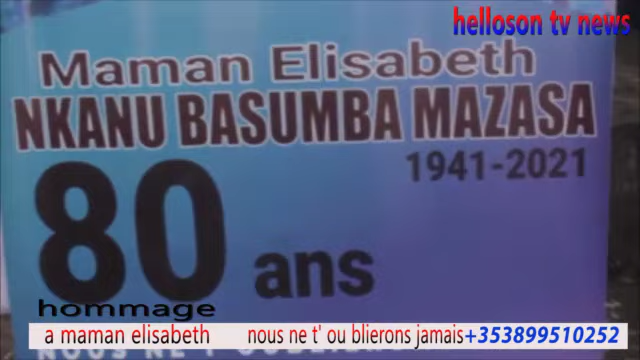 helloson tv news
Maman Elisabeth
NKANU BASUMBA MAZASA
1941-2021
80 ans
hommage
a maman elisabeth nous ne t' ou blierons jamais +353899510252